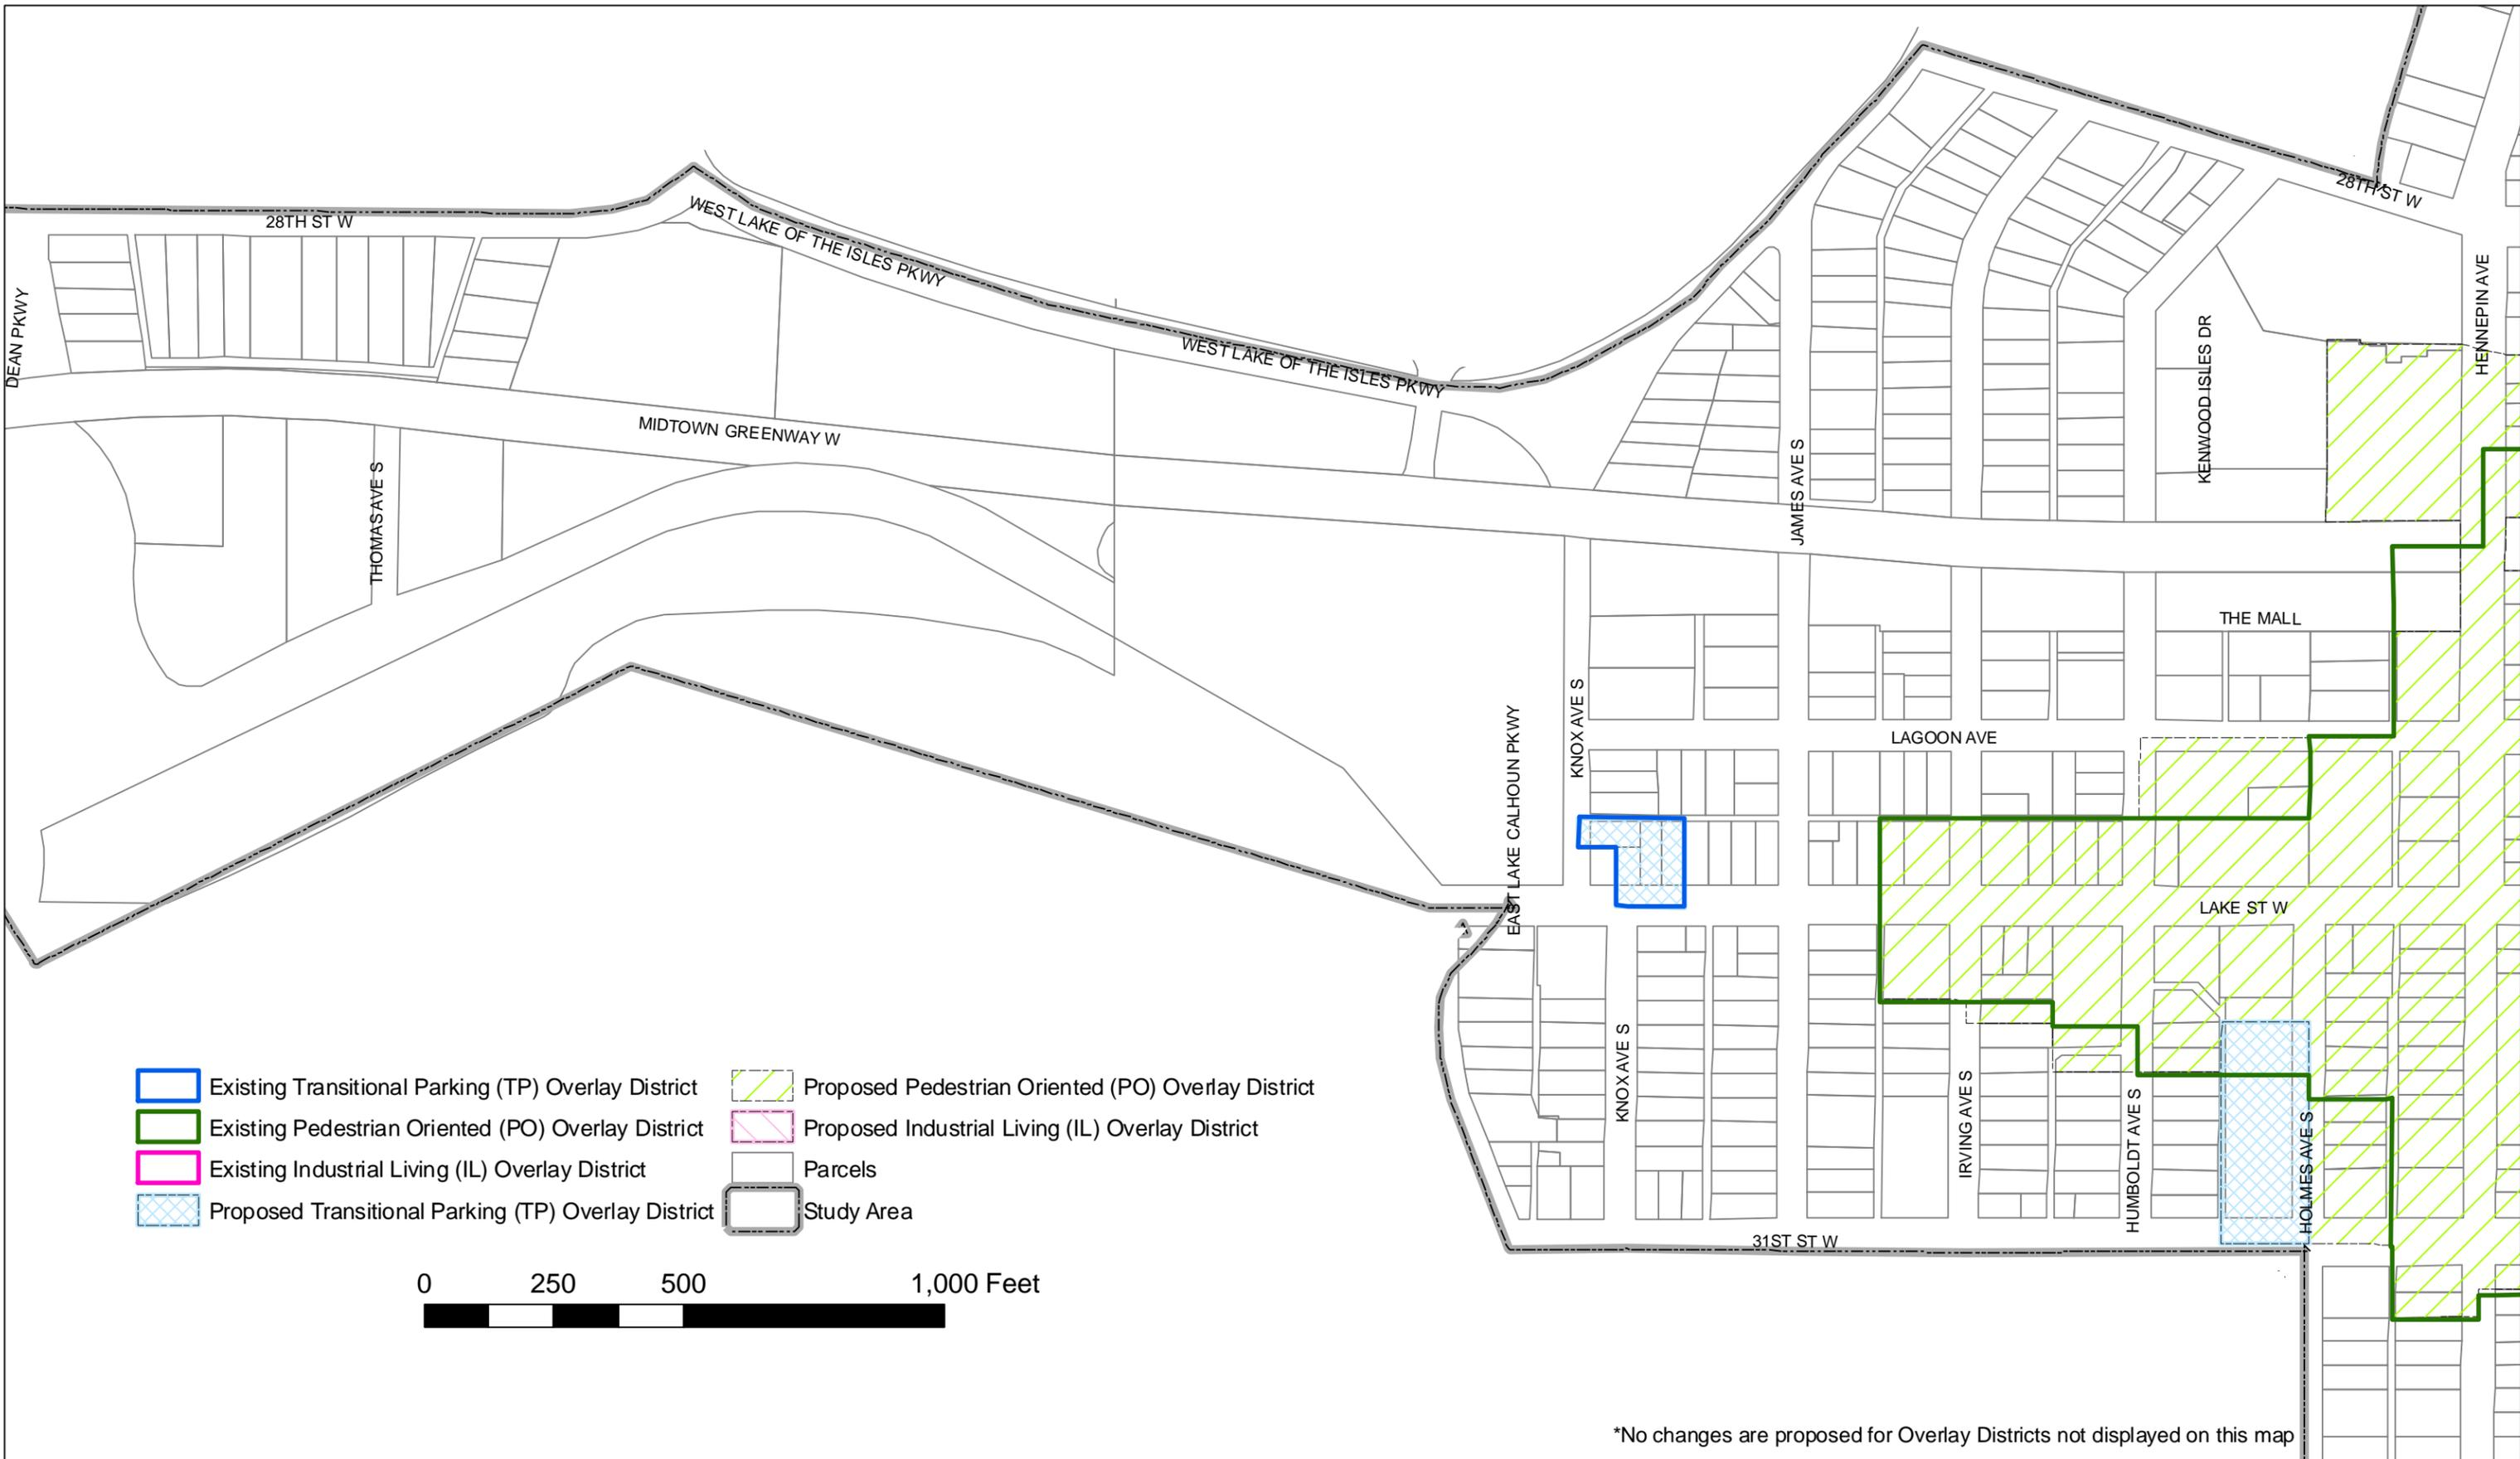 28TH ST W
28TH ST W
WEST LAKE OF THE ISLES PKWY
WEST LAKE OF THE ISLES PKWY
DEAN PKWY
HENNEPIN AVE
KENWOOD ISLES DR
MIDTOWN GREENWAY W
JAMES AVE S
THOMAS AVE S
THE MALL
KNOX AVE S
EAST LAKE CALHOUN PKWY
LAGOON AVE
LAKE ST W
KNOX AVE S
IRVING AVE S
HUMBOLDT AVE S
HOLMES AVE S
31ST ST W
Existing Transitional Parking (TP) Overlay District
Existing Pedestrian Oriented (PO) Overlay District
Existing Industrial Living (IL) Overlay District
Proposed Transitional Parking (TP) Overlay District
Proposed Pedestrian Oriented (PO) Overlay District
Proposed Industrial Living (IL) Overlay District
Parcels
Study Area
0 250 500 1,000 Feet
*No changes are proposed for Overlay Districts not displayed on this map